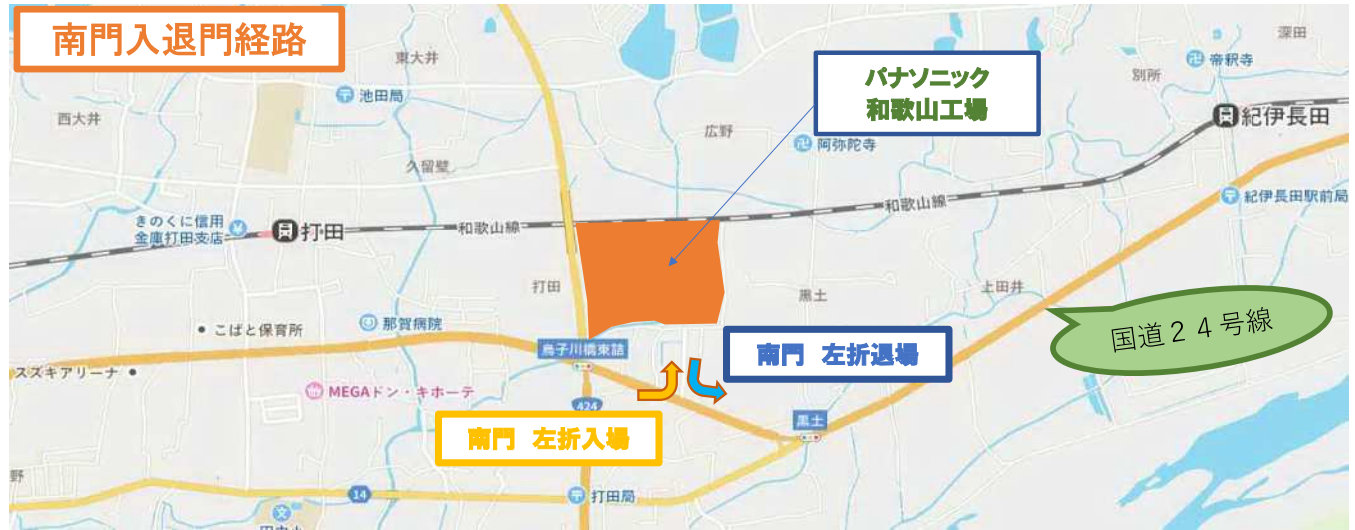 南門入退門経路
東大井
深田
帝釈寺
別所
パナソニック
和歌山工場
池田局
西大井
紀伊長田
広野
阿弥陀寺
久留壁
紀伊長田駅前局
和歌山線
きのくに信用
金庫打田支店
打田
和歌山線
打田
黒土
上田井
こばと保育所
那賀病院
国道24号線
烏子川橋東詰
南門 左折退場
スズキアリーナ
MEGAドン・キホーテ
424
黒土
南門 左折入場
野
14
打田局